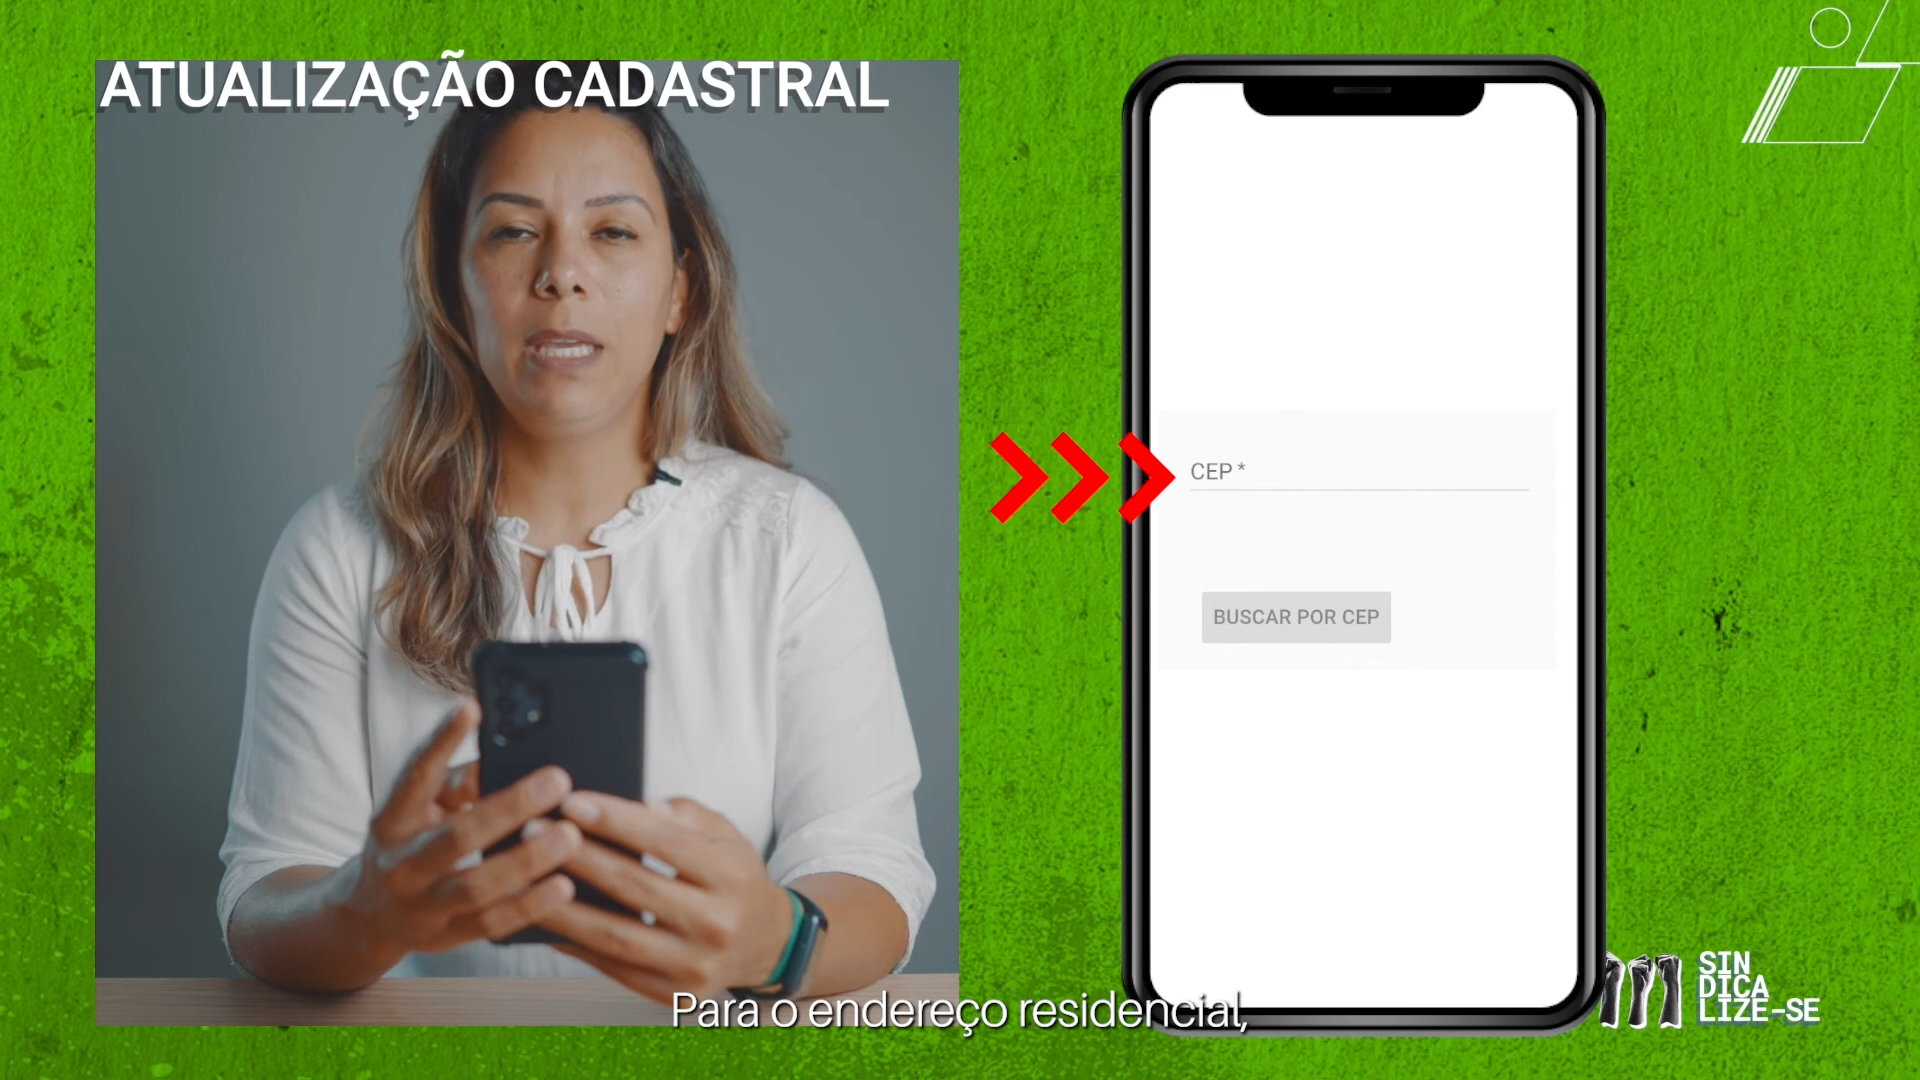 ATUALIZAÇÃO CADASTRAL
CEP *
BUSCAR POR CEP
Para o endereço residencial,
SIN
DICA
LIZE-SE